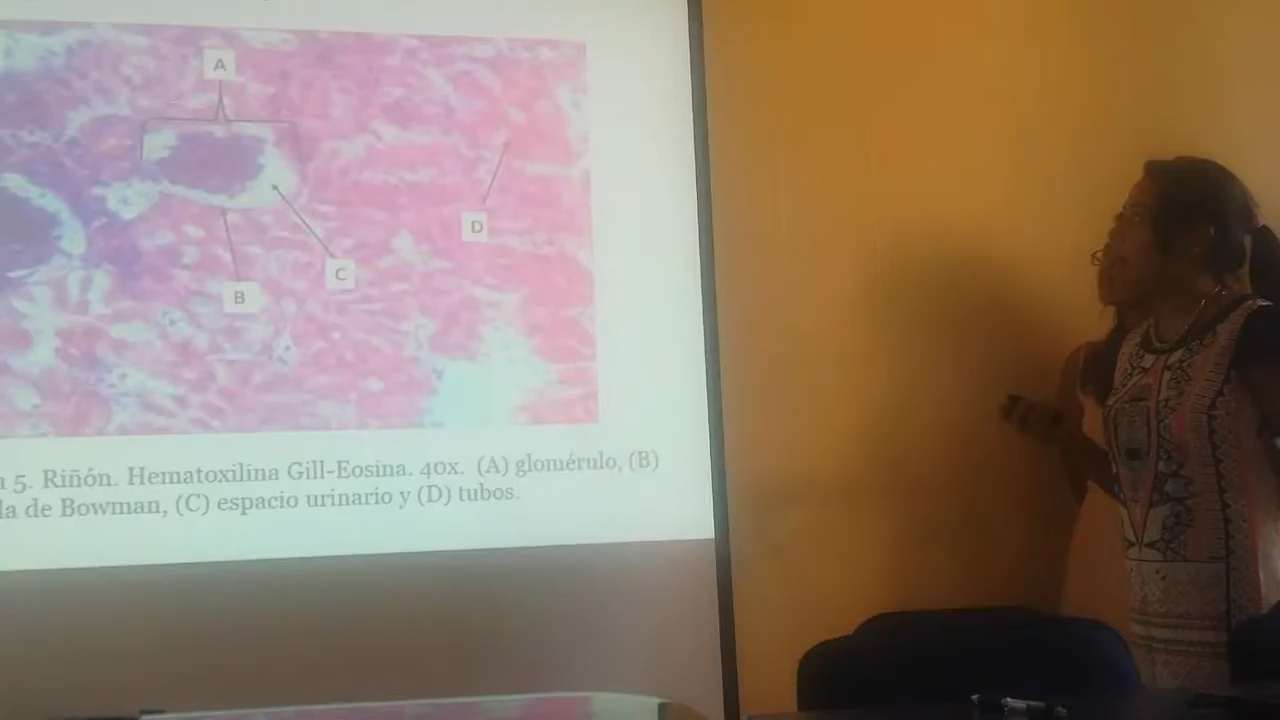 A
D
C
B
5. Riñón. Hematoxilina Gill-Eosina. 40x. (A) glomérulo, (B)
de Bowman, (C) espacio urinario y (D) tubos.